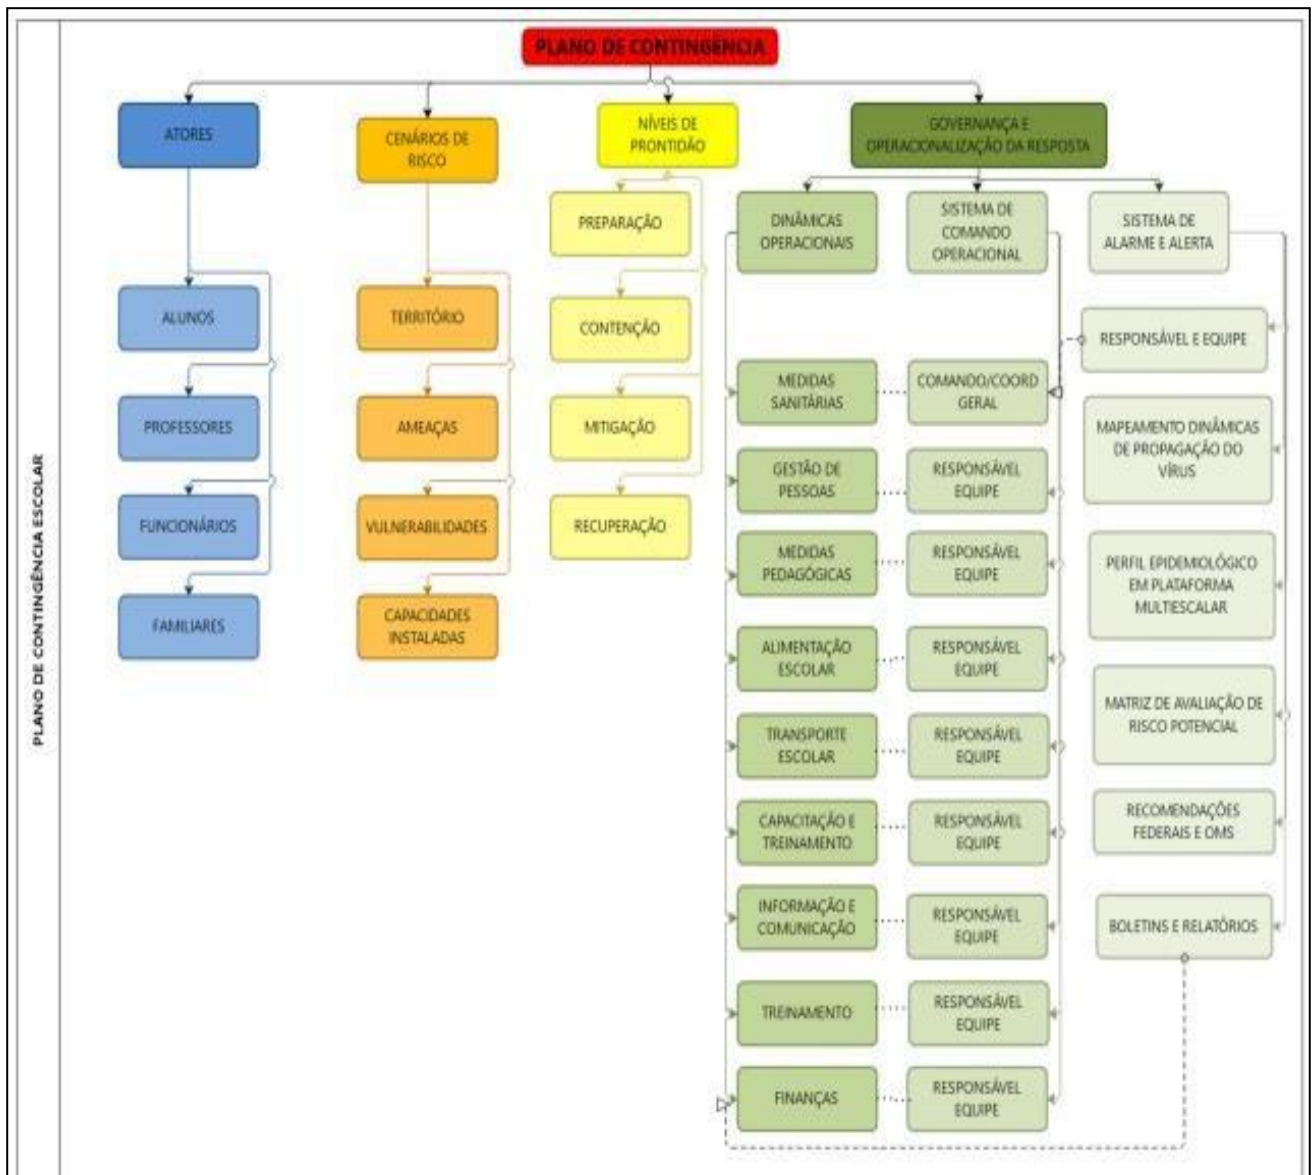 PLANO DE CONTINGÊNCIA ESCOLAR
PLANO DE CONTINGÊNCIA
ATORES
ALUNOS
PROFESSORES
FUNCIONÁRIOS
FAMILIARES
CENÁRIOS DE
RISCO
TERRITÓRIO
AMEAÇAS
VULNERABILIDADES
CAPACIDADES
INSTALADAS
NÍVEIS DE
PRONTIDÃO
PREPARAÇÃO
CONTENÇÃO
MITIGAÇÃO
RECUPERAÇÃO
GOVERNANÇA E
OPERACIONALIZAÇÃO DA RESPOSTA
DINÂMICAS
OPERACIONAIS
MEDIDAS
SANITÁRIAS
GESTÃO DE
PESSOAS
MEDIDAS
PEDAGÓGICAS
ALIMENTAÇÃO
ESCOLAR
TRANSPORTE
ESCOLAR
CAPACITAÇÃO E
TREINAMENTO
INFORMAÇÃO E
COMUNICAÇÃO
TREINAMENTO
FINANÇAS
SISTEMA DE
COMANDO
OPERACIONAL
COMANDO/COORD
GERAL
RESPONSÁVEL
EQUIPE
RESPONSÁVEL
EQUIPE
RESPONSÁVEL
EQUIPE
RESPONSÁVEL
EQUIPE
RESPONSÁVEL
EQUIPE
RESPONSÁVEL
EQUIPE
RESPONSÁVEL
EQUIPE
RESPONSÁVEL
EQUIPE
SISTEMA DE
ALARME E ALERTA
RESPONSÁVEL E EQUIPE
MAPEAMENTO DINÂMICAS
DE PROPAGAÇÃO DO
VÍRUS
PERFIL EPIDEMIOLÓGICO
EM PLATAFORMA
MULTIESCALAR
MATRIZ DE AVALIAÇÃO DE
RISCO POTENCIAL
RECOMENDAÇÕES
FEDERAIS E OMS
BOLETINS E RELATÓRIOS